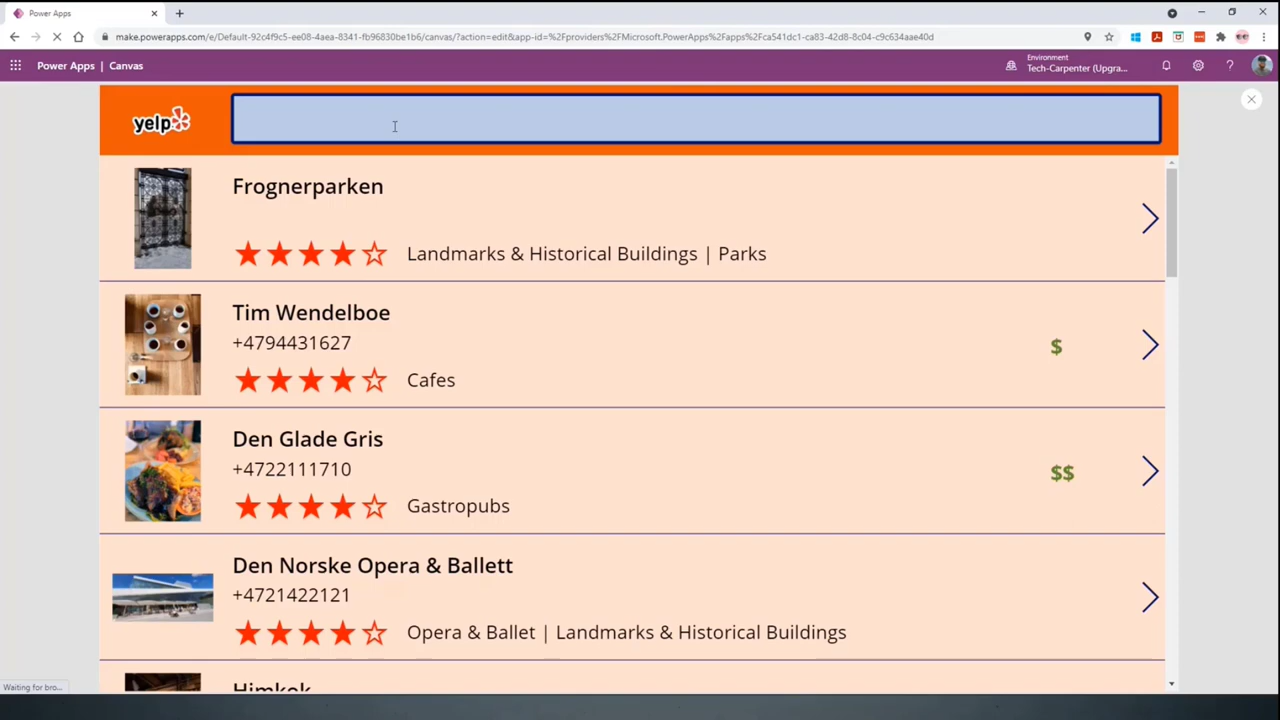 Power Apps
make.powerapps.com/e/Default-92c4f9c5-ee08-4aea-8341-fb96830be1b6/canvas/?action=edit&app-id=%2Fproviders%2FMicrosoft.PowerApps%2Fapps%2Fca541dc1-ca83-42d8-8c04-c9c634aae40d
Power Apps | Canvas
Environment
Tech-Carpenter (Upgra...
yelp
Frognerparken
Landmarks & Historical Buildings | Parks
Tim Wendelboe
+4794431627
$
Cafes
Den Glade Gris
+4722111710
$$
Gastropubs
Den Norske Opera & Ballett
+4721422121
Opera & Ballet | Landmarks & Historical Buildings
Himkok
Waiting for bro...